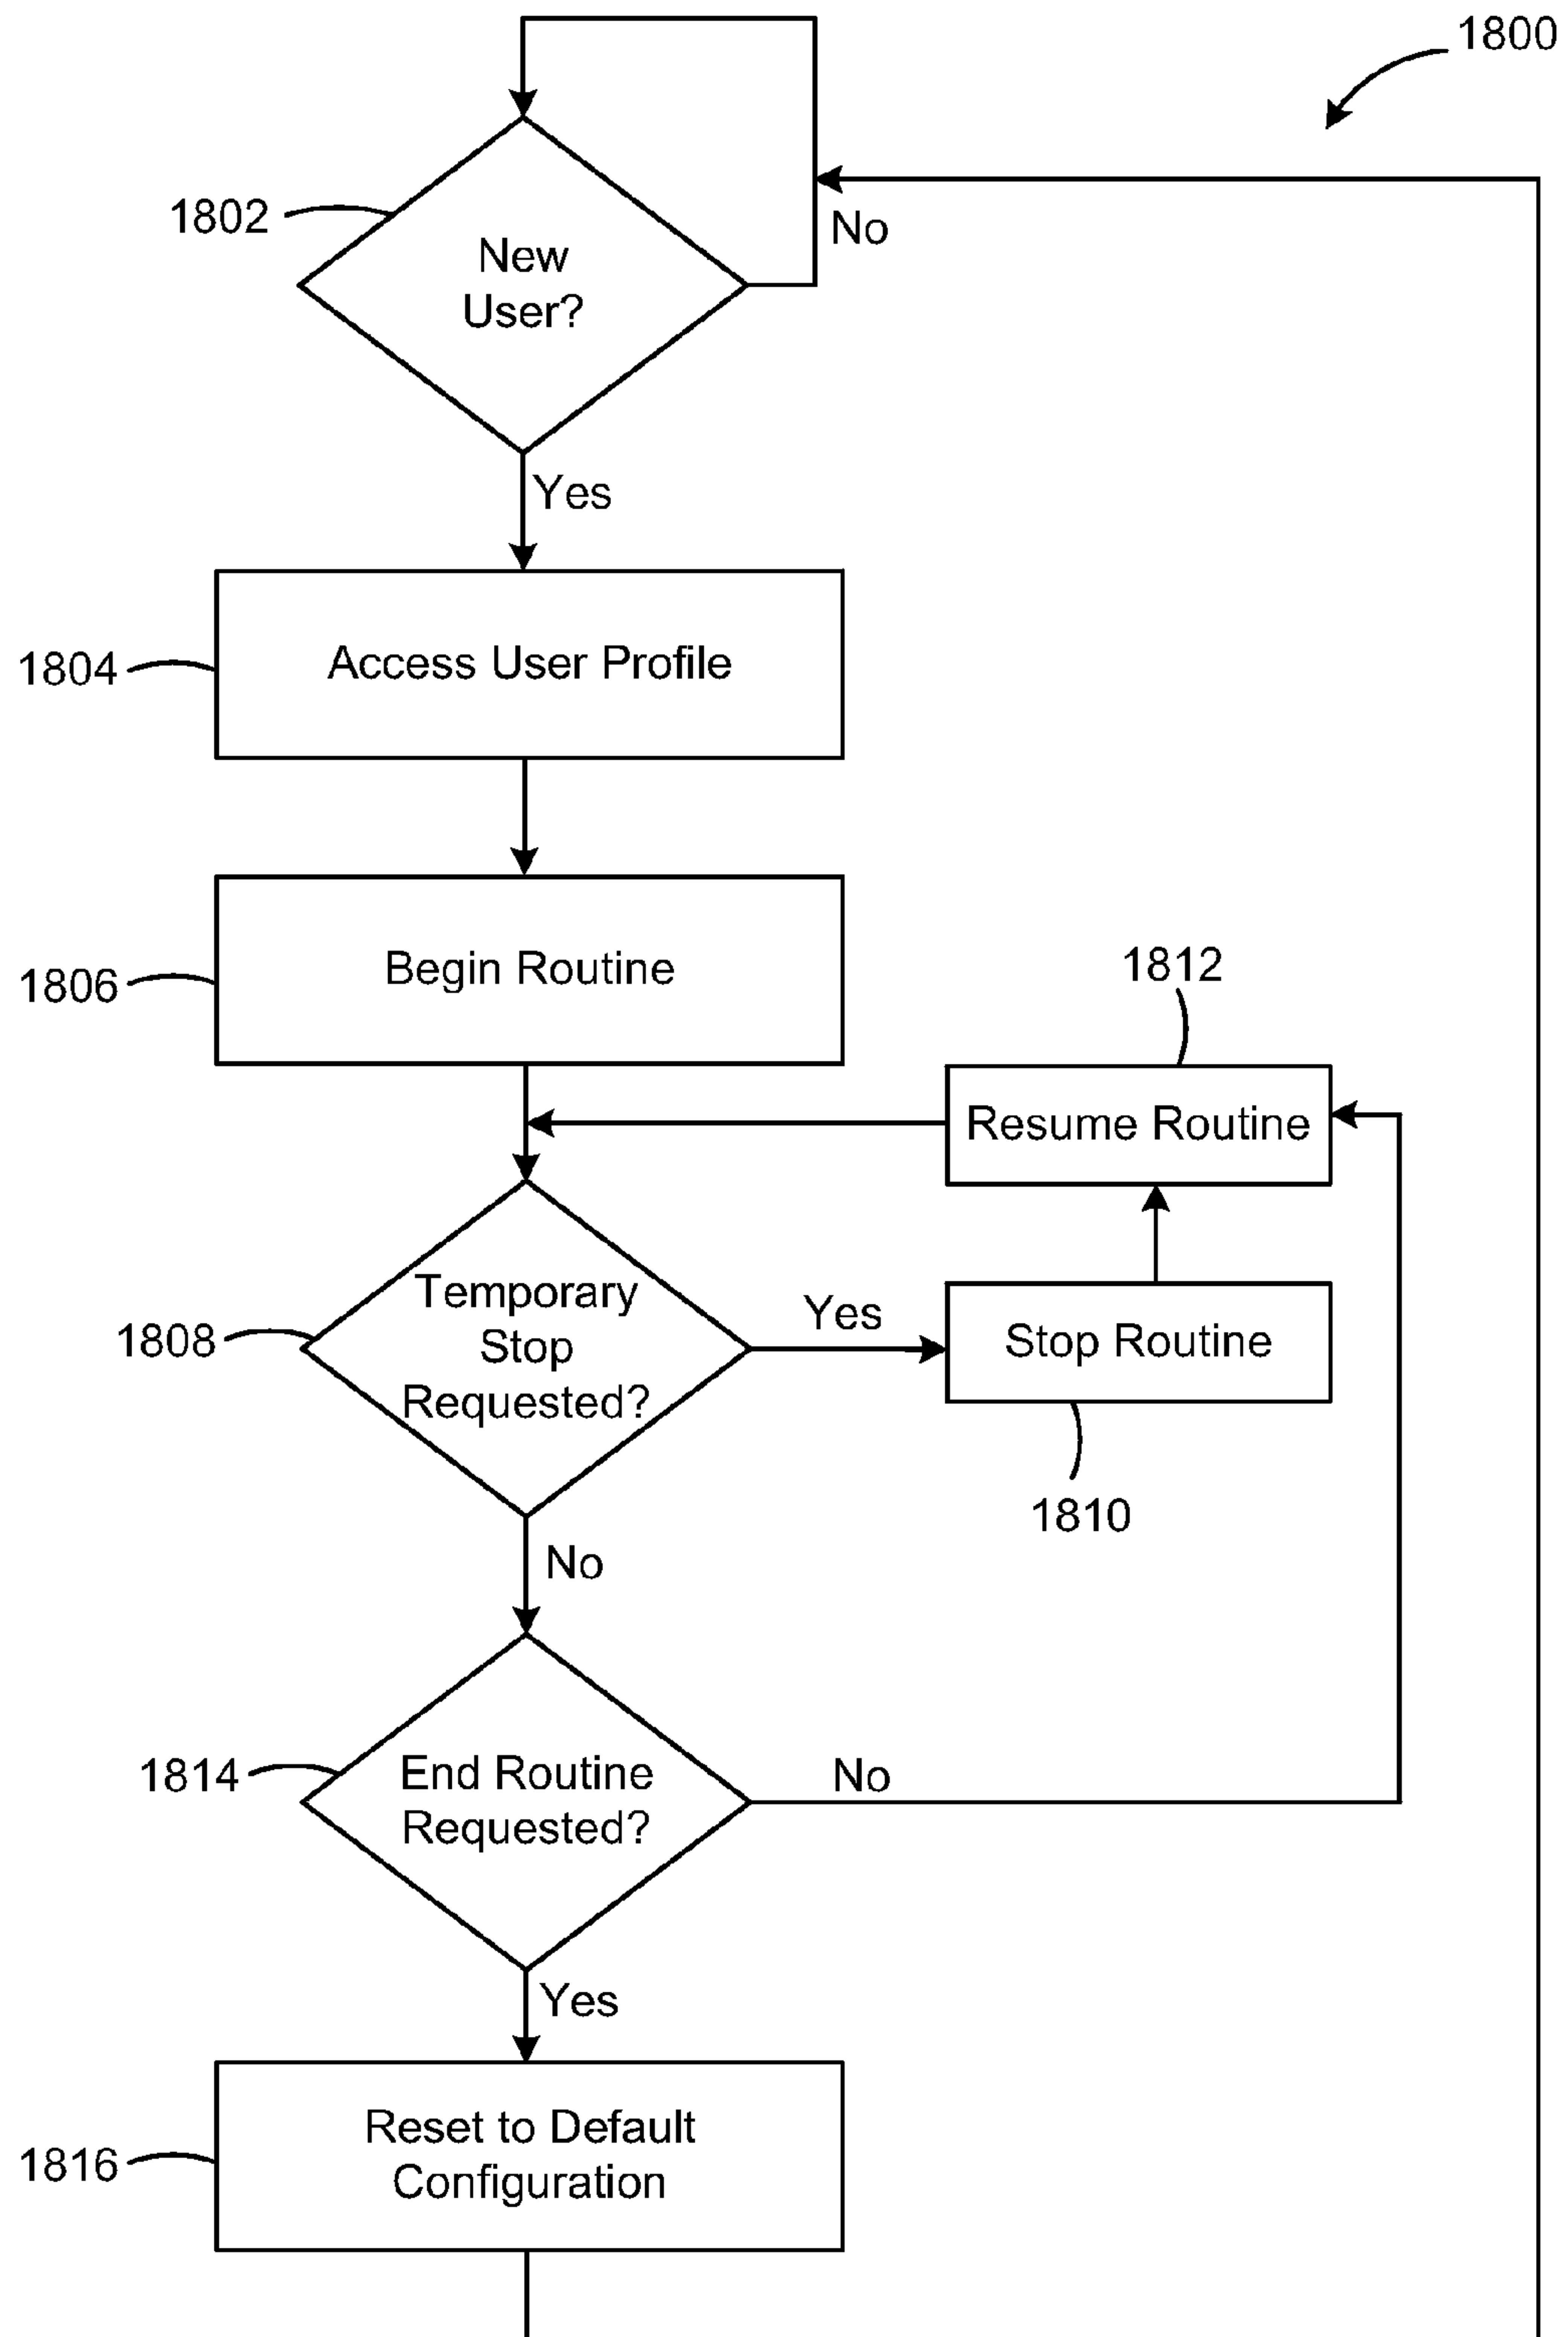 1800
1802
New
User?
No
Yes
1804
Access User Profile
1806
Begin Routine
1812
Resume Routine
1808
Temporary
Stop
Requested?
Yes
Stop Routine
1810
No
1814
End Routine
Requested?
No
Yes
1816
Reset to Default
Configuration